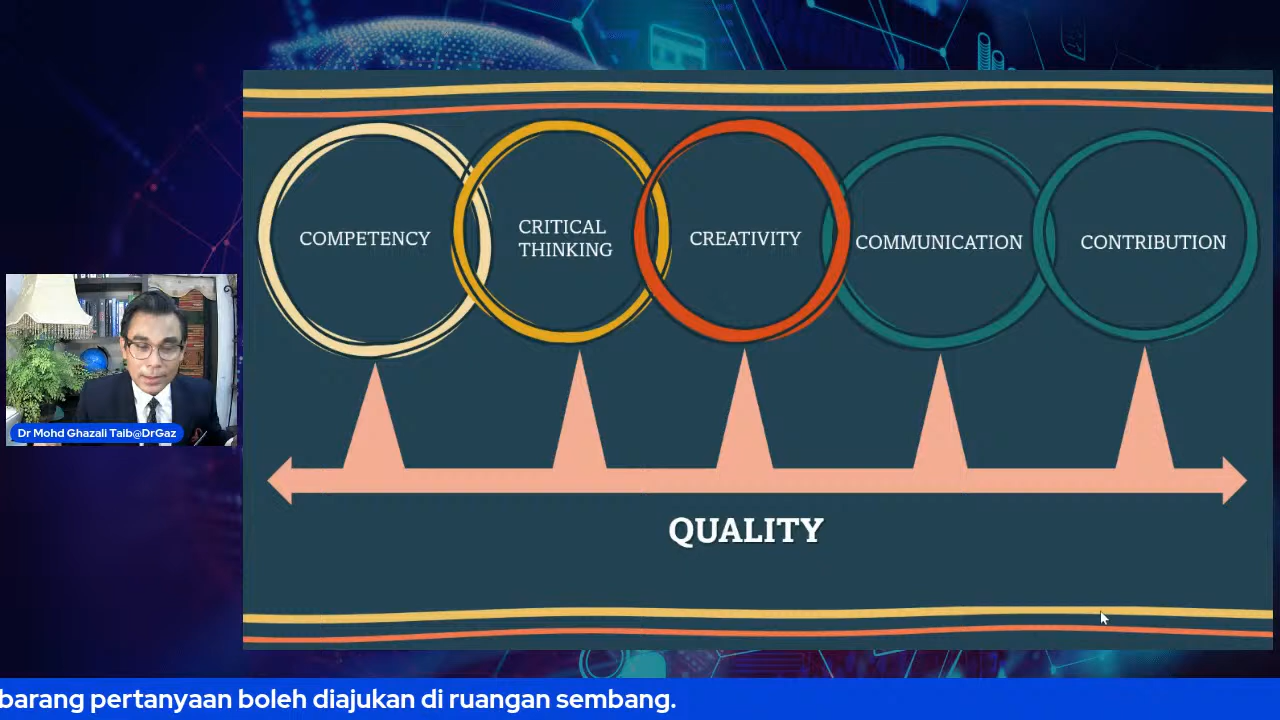 COMPETENCY
CRITICAL
THINKING
CREATIVITY
COMMUNICATION
CONTRIBUTION
QUALITY
Dr Mohd Ghazali Taib@DrGaz
barang pertanyaan boleh diajukan di ruangan sembang.